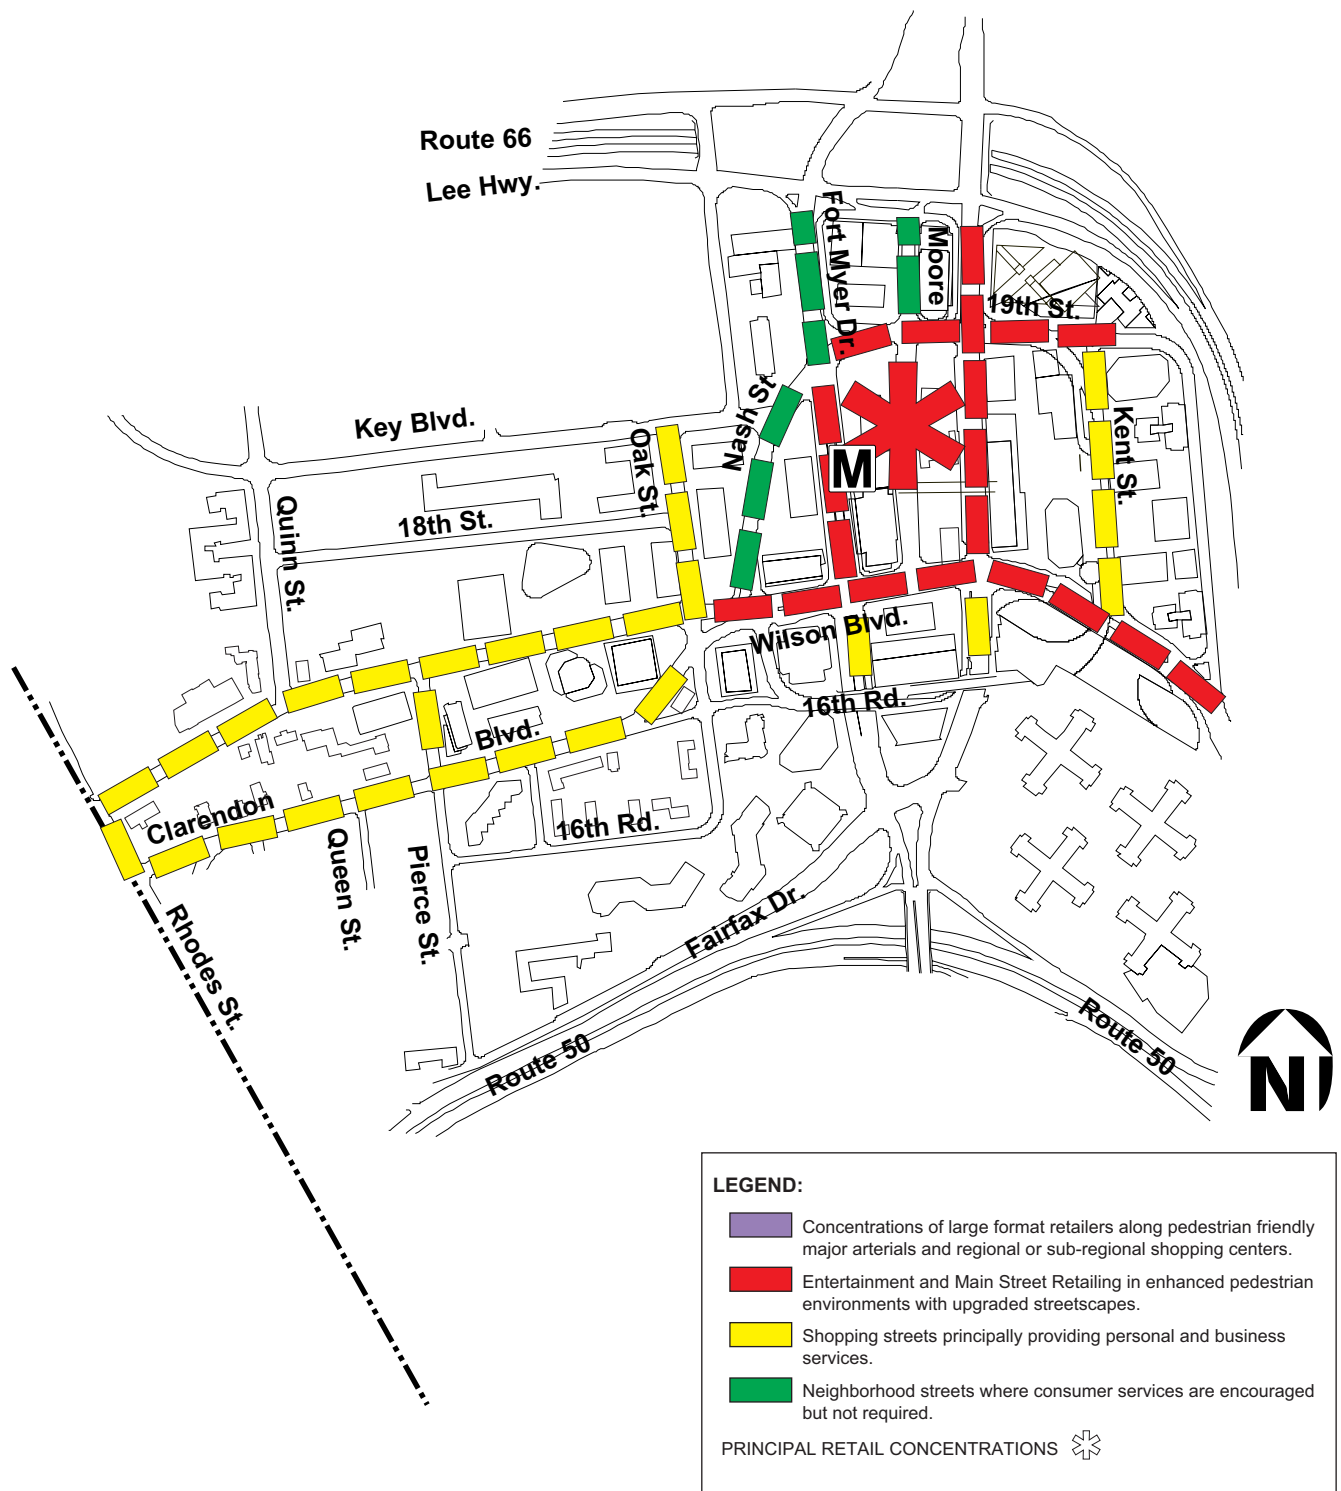 Route 66
Lee Hwy.
Fort Myer Dr.
Moore
19th St.
Nash St
Key Blvd.
Oak St.
Kent St.
M
Quinn St.
18th St.
Wilson Blvd.
16th Rd.
Blvd.
Clarendon
16th Rd.
Queen St.
Pierce St.
Rhodes St.
Fairfax Dr.
Route 50
Route 50
N
LEGEND:
Concentrations of large format retailers along pedestrian friendly
major arterials and regional or sub-regional shopping centers.
Entertainment and Main Street Retailing in enhanced pedestrian
environments with upgraded streetscapes.
Shopping streets principally providing personal and business
services.
Neighborhood streets where consumer services are encouraged
but not required.
PRINCIPAL RETAIL CONCENTRATIONS